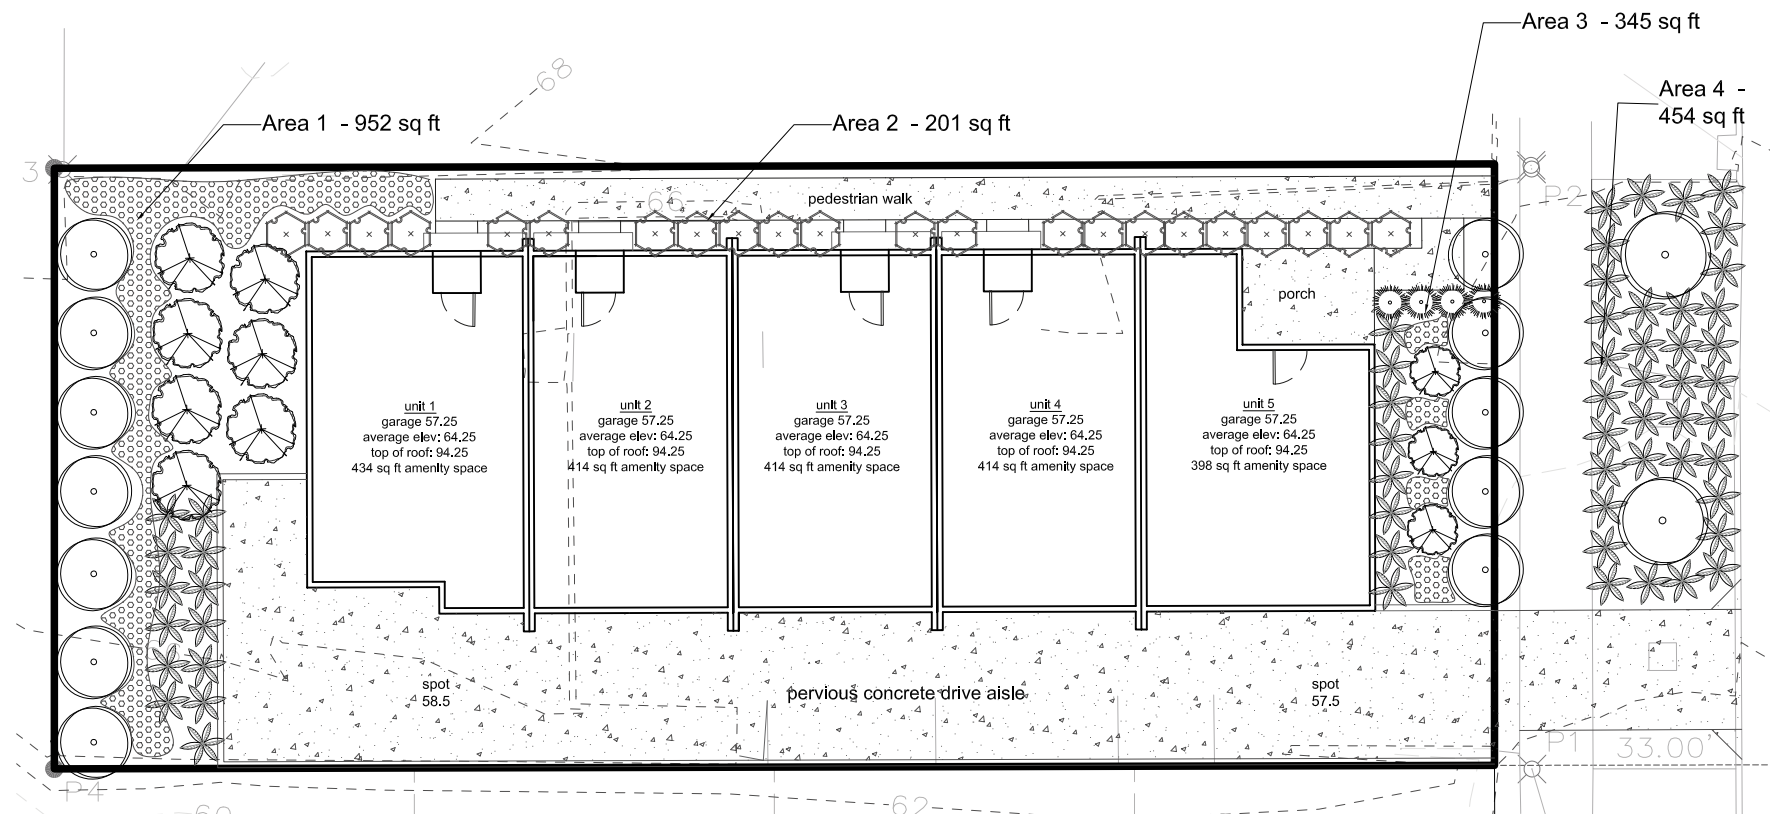 Area 3 - 345 sq ft
68
Area 4 -
454 sq ft
Area 1 - 952 sq ft
Area 2 - 201 sq ft
3
66
pedestrian walk
P2
porch
unit 1
garage 57.25
average elev: 64.25
top of roof: 94.25
434 sq ft amenity space
unit 2
garage 57.25
average elev: 64.25
top of roof: 94.25
414 sq ft amenity space
unit 3
garage 57.25
average elev: 64.25
top of roof: 94.25
414 sq ft amenity space
unit 4
garage 57.25
average elev: 64.25
top of roof: 94.25
414 sq ft amenity space
unit 5
garage 57.25
average elev: 64.25
top of roof: 94.25
398 sq ft amenity space
spot
58.5
pervious concrete drive aisle
spot
57.5
P1
33.00'
P4
60
62